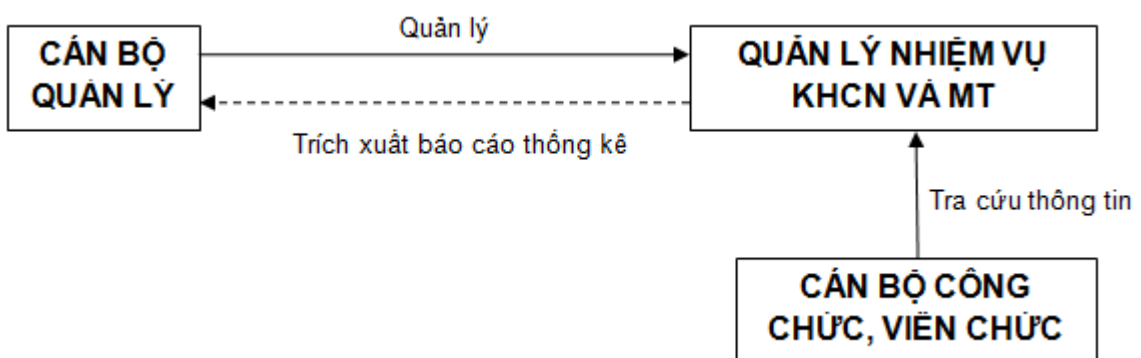 Quản lý
CÁN BỘ
QUẢN LÝ
QUẢN LÝ NHIỆM VỤ
KHCN VÀ MT
Trích xuất báo cáo thống kê
Tra cứu thông tin
CÁN BỘ CÔNG
CHỨC, VIÊN CHỨC